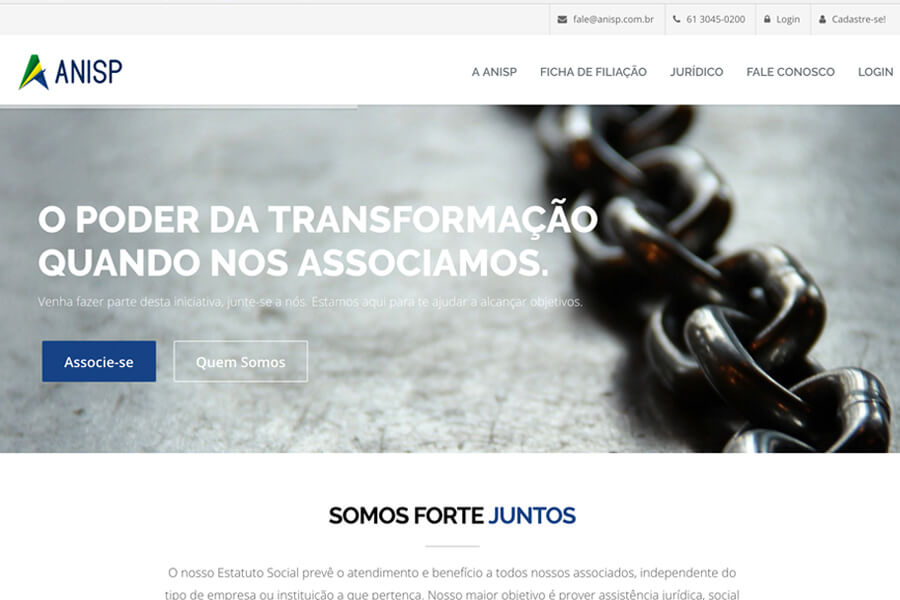 fale@anisp.com.br 61 3045-0200 Login Cadastre-se!
ANISP A ANISP FICHA DE FILIAÇÃO JURÍDICO FALE CONOSCO LOGIN
O PODER DA TRANSFORMAÇÃO
QUANDO NOS ASSOCIAMOS.
Venha fazer parte desta iniciativa, junte-se a nós. Estamos aqui para te ajudar a alcançar objetivos.
Associe-se Quem Somos
SOMOS FORTE JUNTOS
O nosso Estatuto Social prevê o atendimento e benefício a todos nossos associados, independente do
tipo de empresa ou instituição a que pertença. Nosso maior objetivo é prover assistência jurídica, social